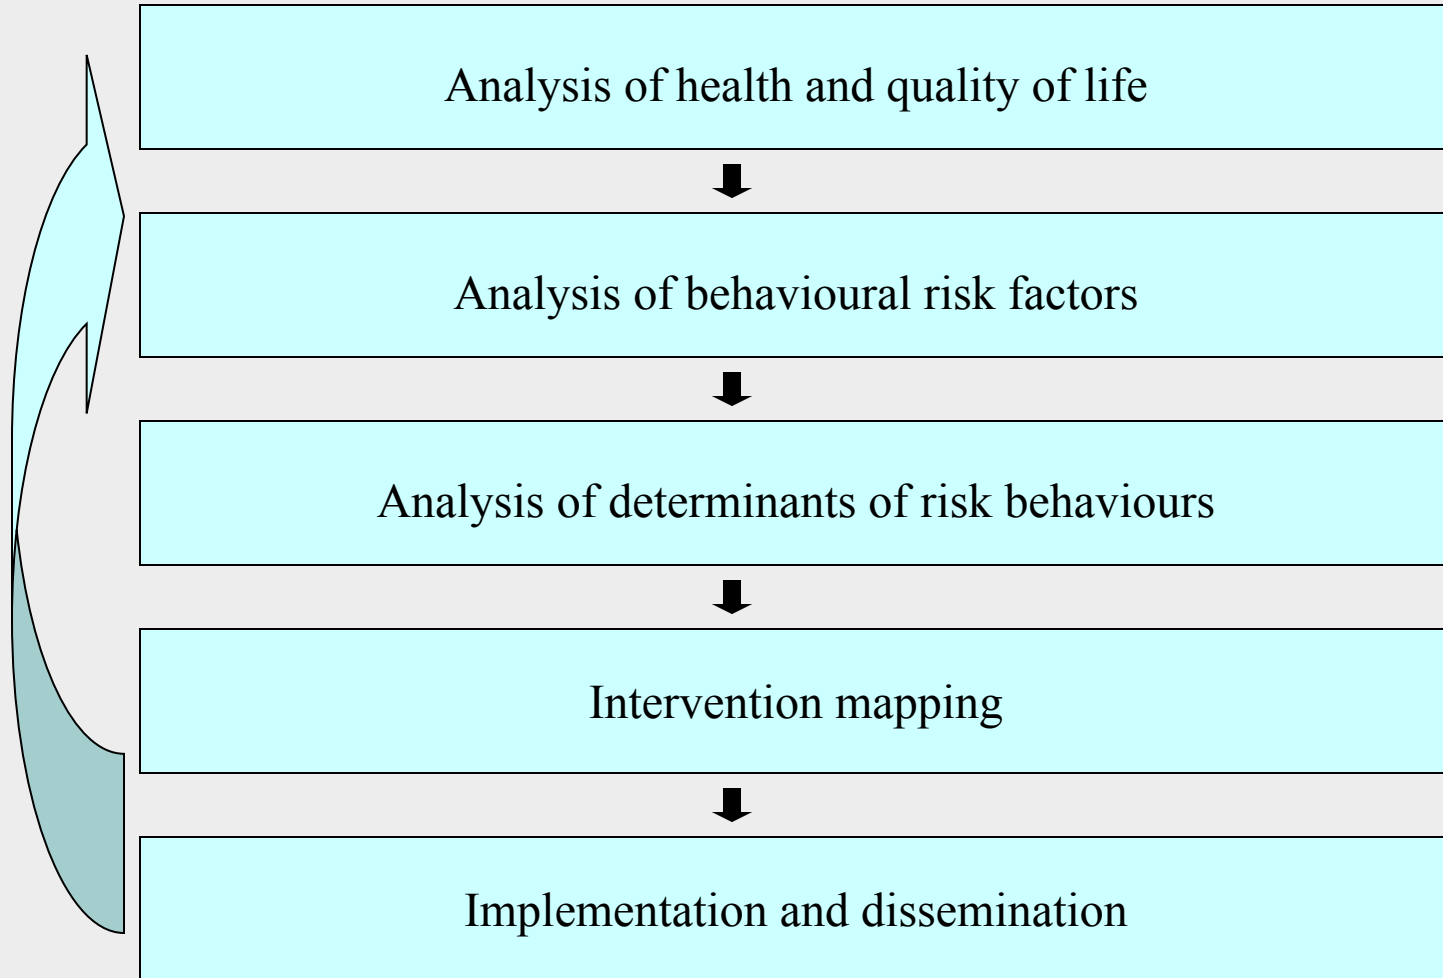 Analysis of health and quality of life
Analysis of behavioural risk factors
Analysis of determinants of risk behaviours
Intervention mapping
Implementation and dissemination